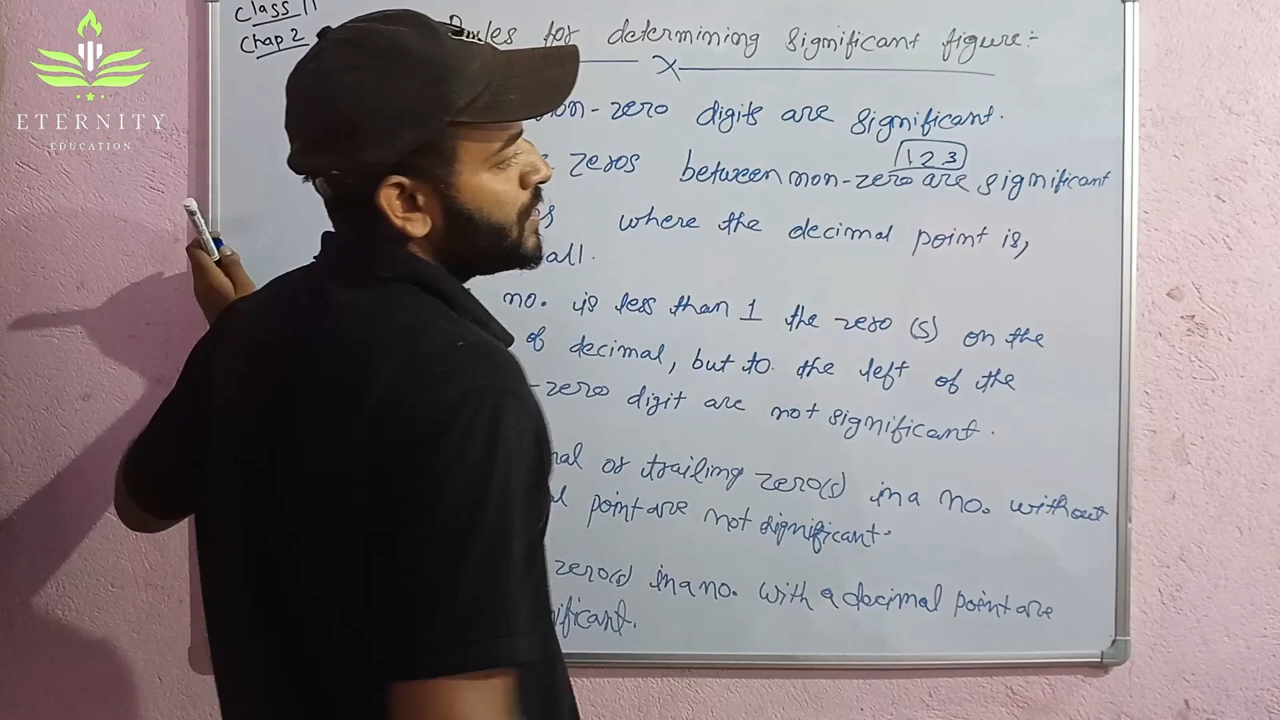 ETERNITY
EDUCATION
Class 11
Chap 2
Rules for determining significant figure:-
non-zero digits are significant.
123
zeros between non-zero are significant
where the decimal point is,
all.
no. is less than 1 the zero (s) on the
of decimal, but to the left of the
-zero digit are not significant.
or trailing zero(s) in a no. without
point are not significant.
zero(s) in a no. with a decimal point are